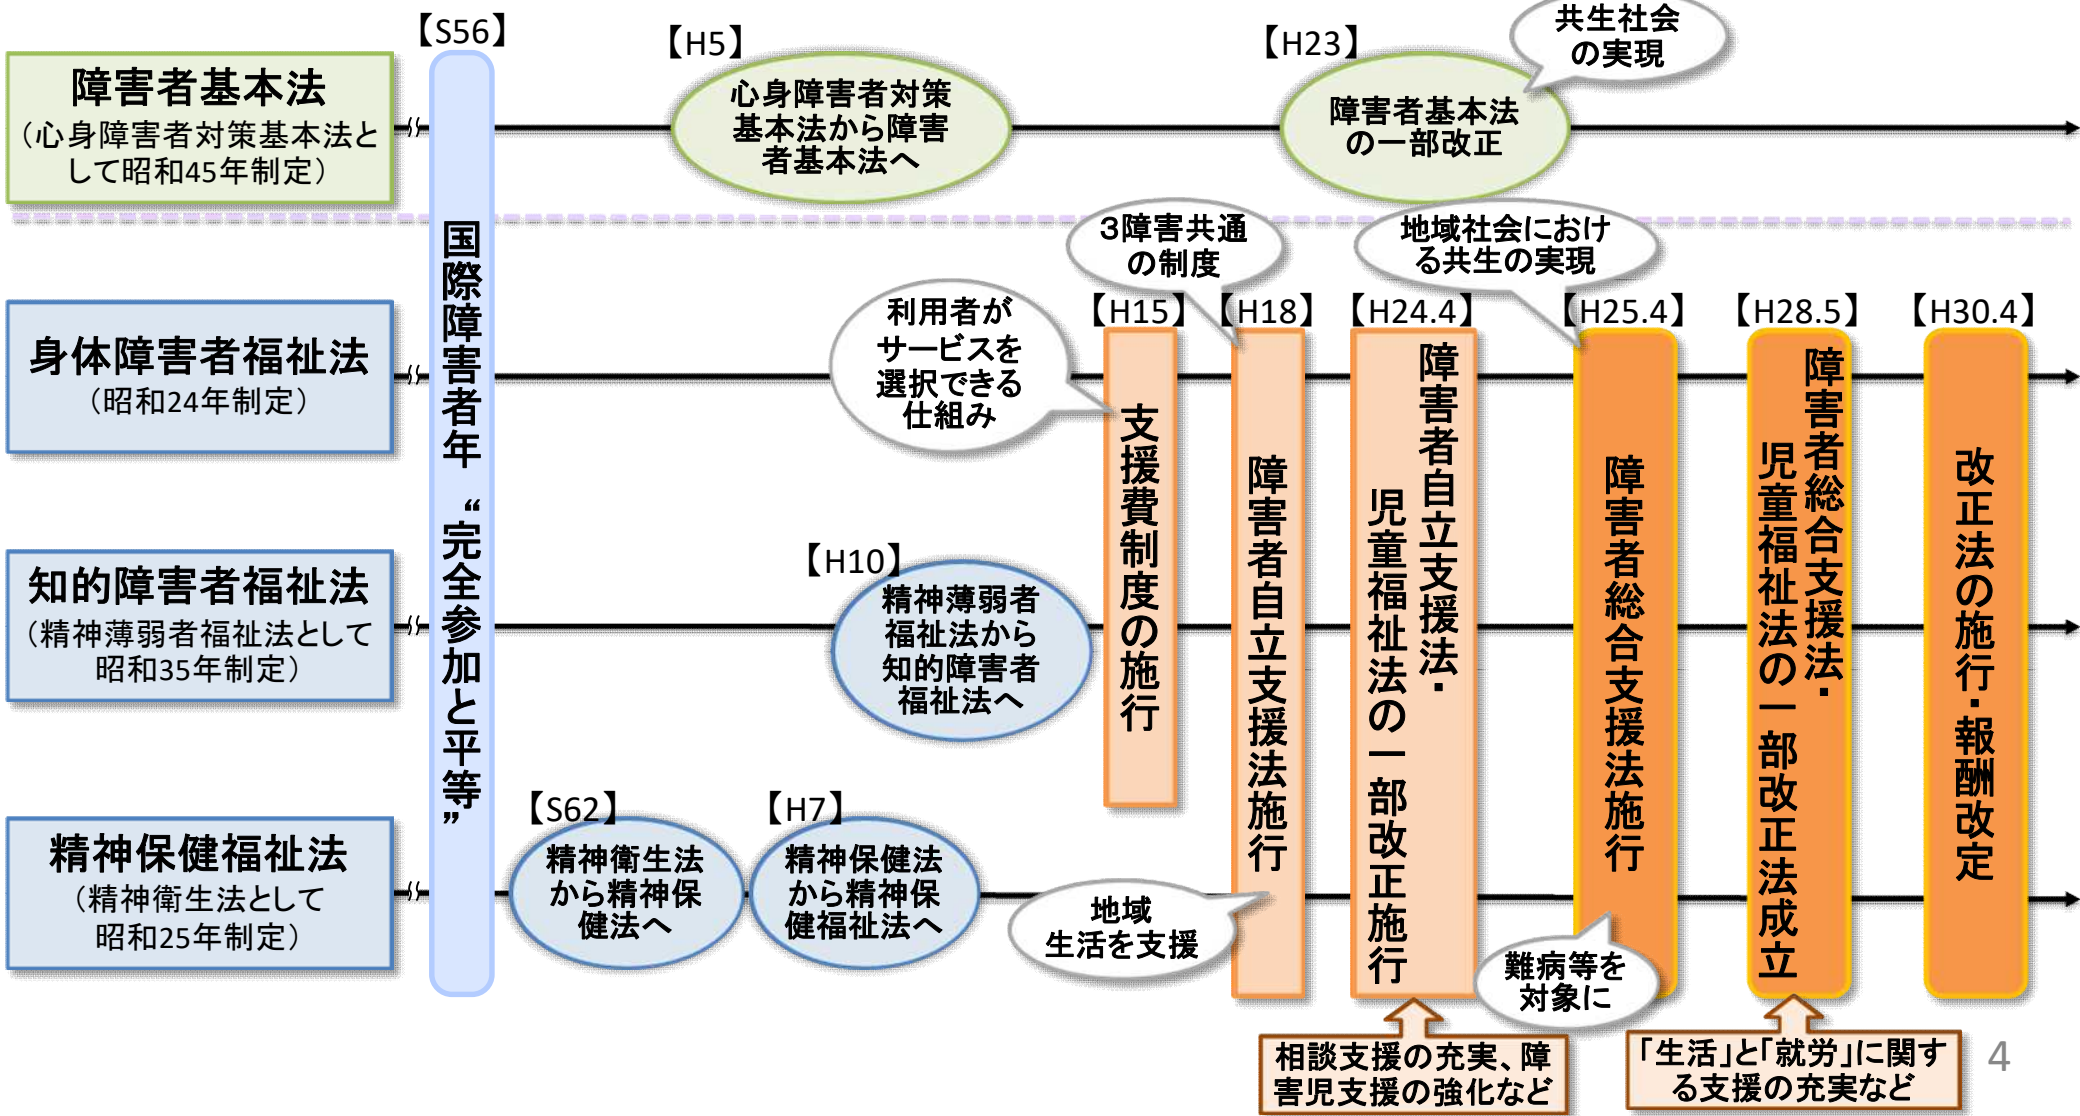 【S56】
【H5】
【H23】
共生社会
の実現
障害者基本法
（心身障害者対策基本法と
して昭和45年制定）
心身障害者対策
基本法から障害
者基本法へ
障害者基本法
の一部改正
国際障害者年 “完全参加と平等”
3障害共通
の制度
地域社会におけ
る共生の実現
身体障害者福祉法
（昭和24年制定）
利用者が
サービスを
選択できる
仕組み
【H15】
支援費制度の施行
【H18】
障害者自立支援法施行
【H24.4】
障害者自立支援法・
児童福祉法の一部改正施行
【H25.4】
障害者総合支援法施行
【H28.5】
障害者総合支援法・
児童福祉法の一部改正法成立
【H30.4】
改正法の施行・報酬改定
知的障害者福祉法
（精神薄弱者福祉法として
昭和35年制定）
【H10】
精神薄弱者
福祉法から
知的障害者
福祉法へ
精神保健福祉法
（精神衛生法として
昭和25年制定）
【S62】
精神衛生法
から精神保
健法へ
【H7】
精神保健法
から精神保
健福祉法へ
地域
生活を支援
難病等を
対象に
相談支援の充実、障
害児支援の強化など
「生活」と「就労」に関す
る支援の充実など
4